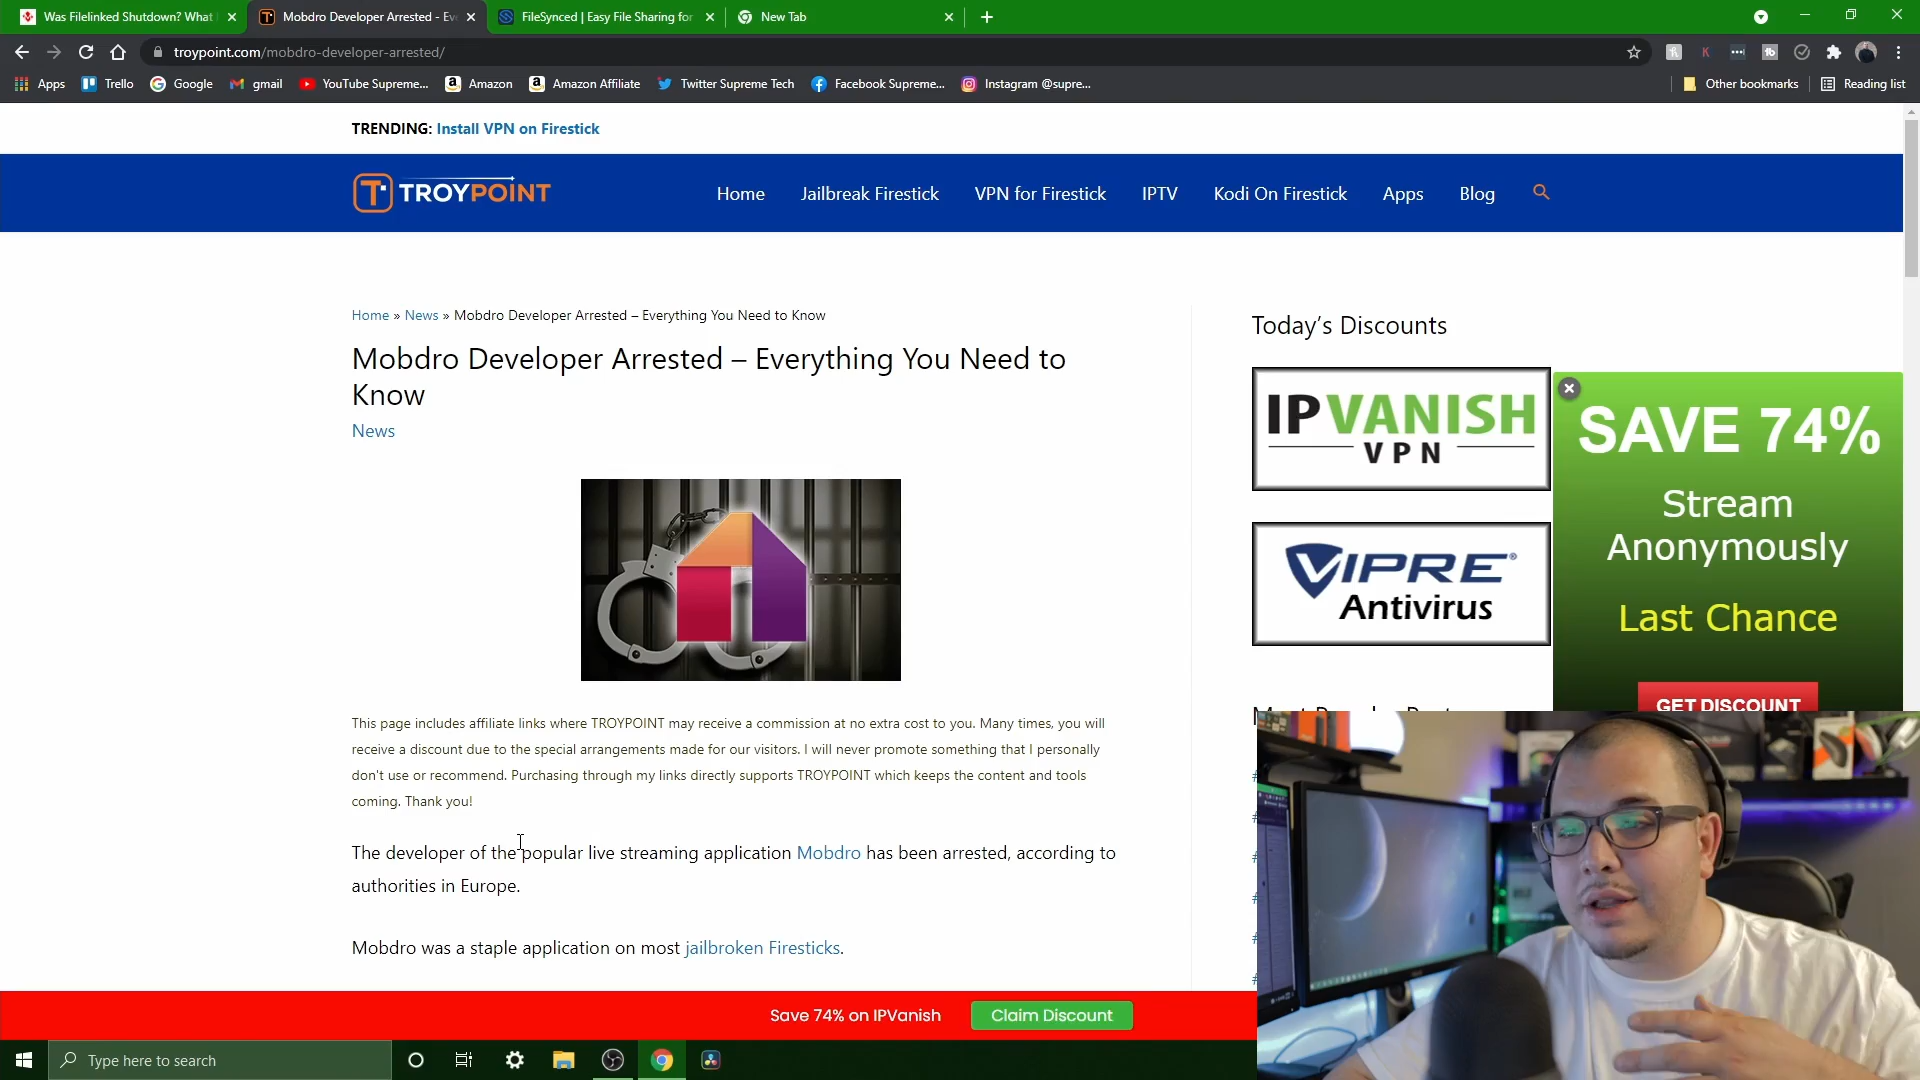 Was Filelinked Shutdown? What
Mobdro Developer Arrested - Ev
FileSynced | Easy File Sharing for
New Tab
troypoint.com/mobdro-developer-arrested/
Apps
Trello
Google
gmail
YouTube Supreme...
Amazon
Amazon Affiliate
Twitter Supreme Tech
Facebook Supreme...
Instagram @supre...
Other bookmarks
Reading list
TRENDING: Install VPN on Firestick
TROYPOINT
Home
Jailbreak Firestick
VPN for Firestick
IPTV
Kodi On Firestick
Apps
Blog
Home » News » Mobdro Developer Arrested – Everything You Need to Know
Mobdro Developer Arrested – Everything You Need to
Know
News
This page includes affiliate links where TROYPOINT may receive a commission at no extra cost to you. Many times, you will
receive a discount due to the special arrangements made for our visitors. I will never promote something that I personally
don't use or recommend. Purchasing through my links directly supports TROYPOINT which keeps the content and tools
coming. Thank you!
The developer of the popular live streaming application Mobdro has been arrested, according to
authorities in Europe.
Mobdro was a staple application on most jailbroken Firesticks.
Today's Discounts
IPVANISH
VPN
VIPRE®
Antivirus
SAVE 74%
Stream
Anonymously
Last Chance
GET DISCOUNT
Save 74% on IPVanish
Claim Discount
Type here to search